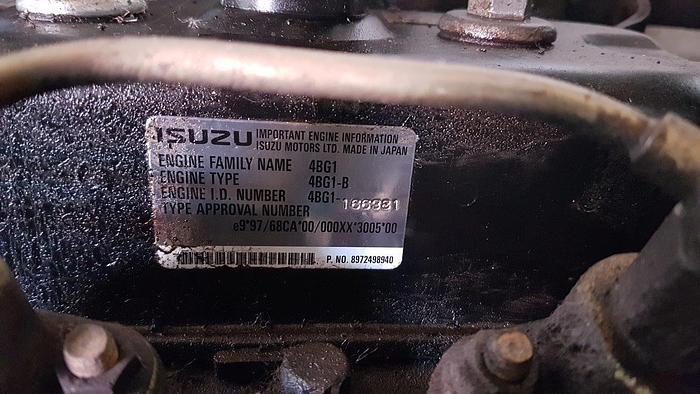 ISUZU IMPORTANT ENGINE INFORMATION
ISUZU MOTORS LTD. MADE IN JAPAN
ENGINE FAMILY NAME 4BG1
ENGINE TYPE 4BG1-B
ENGINE I.D. NUMBER 4BG1-166981
TYPE APPROVAL NUMBER
e9*97/68CA*00/000XX*3005*00
P. NO. 8972498940